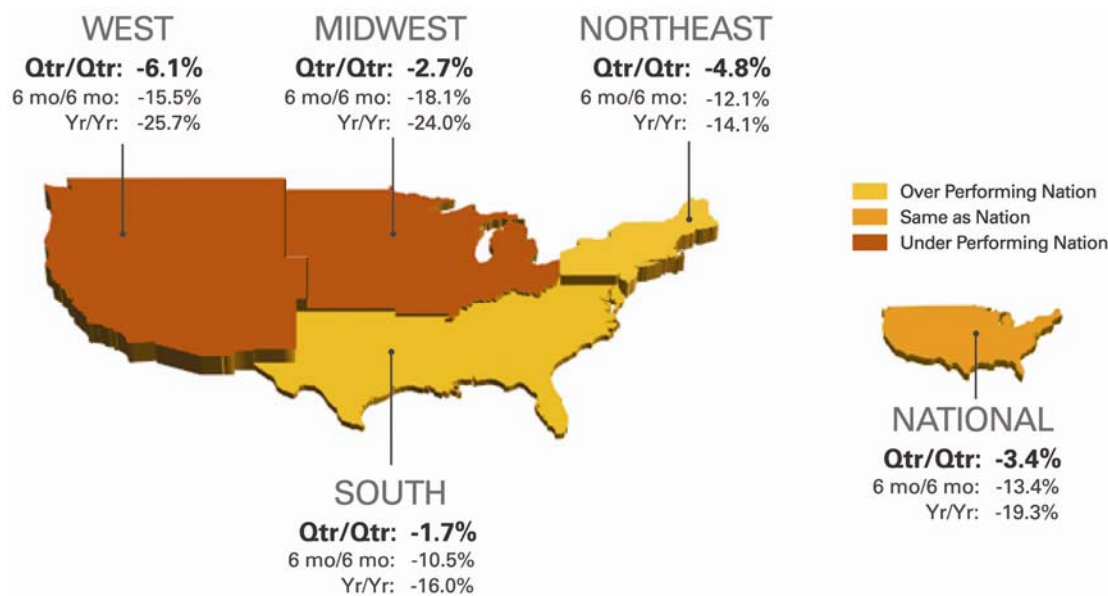 WEST
Qtr/Qtr: -6.1%
6 mo/6 mo: -15.5%
Yr/Yr: -25.7%
MIDWEST
Qtr/Qtr: -2.7%
6 mo/6 mo: -18.1%
Yr/Yr: -24.0%
NORTHEAST
Qtr/Qtr: -4.8%
6 mo/6 mo: -12.1%
Yr/Yr: -14.1%
Over Performing Nation
Same as Nation
Under Performing Nation
NATIONAL
Qtr/Qtr: -3.4%
6 mo/6 mo: -13.4%
Yr/Yr: -19.3%
SOUTH
Qtr/Qtr: -1.7%
6 mo/6 mo: -10.5%
Yr/Yr: -16.0%